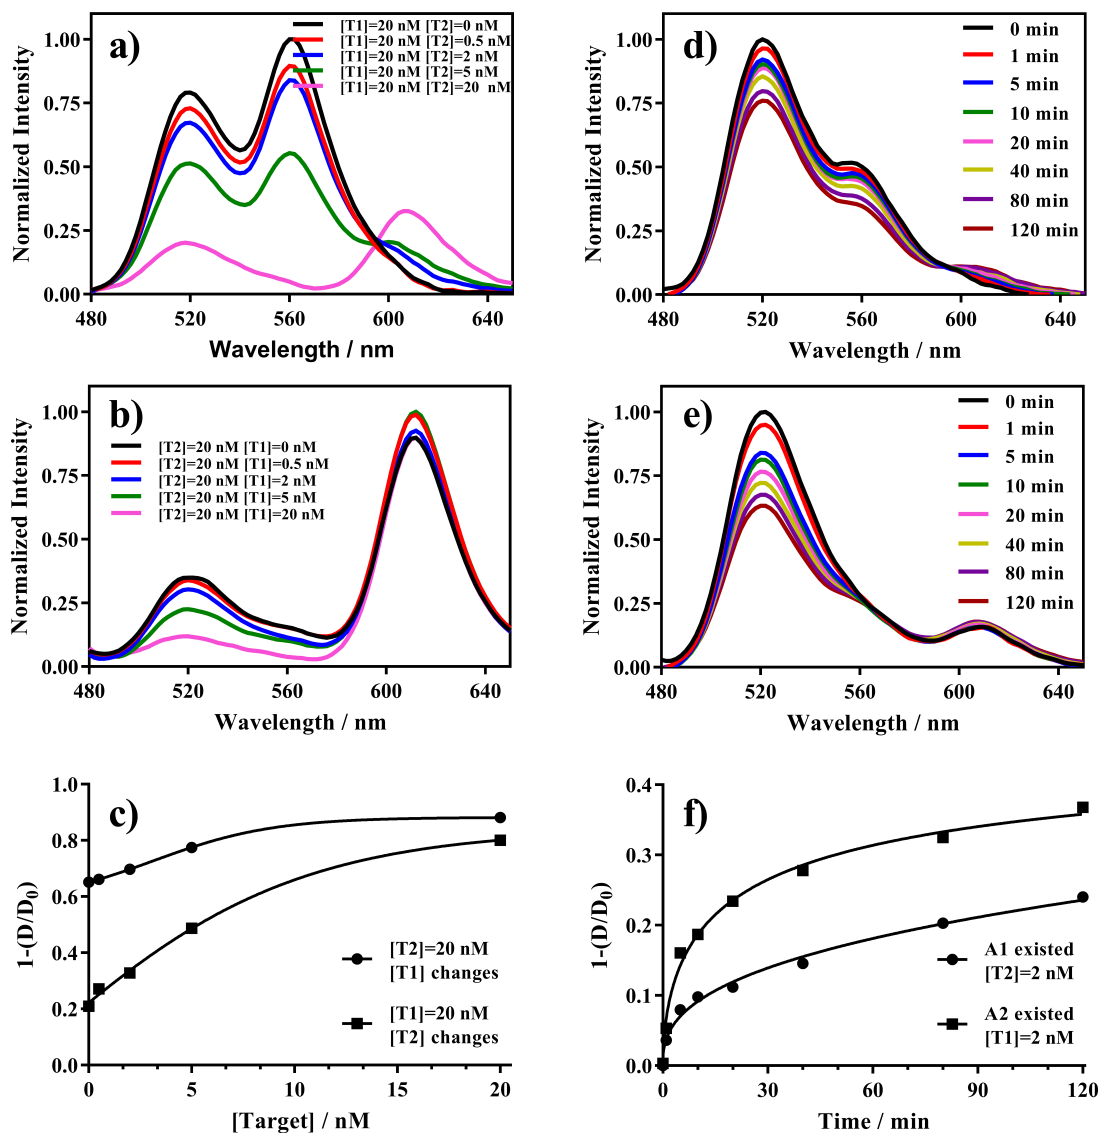 a)
Normalized Intensity
1.00
0.75
0.50
0.25
0.00
480 520 560 600 640
Wavelength / nm
[T1]=20 nM [T2]=0 nM
[T1]=20 nM [T2]=0.5 nM
[T1]=20 nM [T2]=2 nM
[T1]=20 nM [T2]=5 nM
[T1]=20 nM [T2]=20 nM
d)
Normalized Intensity
1.00
0.75
0.50
0.25
0.00
480 520 560 600 640
Wavelength / nm
0 min
1 min
5 min
10 min
20 min
40 min
80 min
120 min
b)
Normalized Intensity
1.00
0.75
0.50
0.25
0.00
480 520 560 600 640
Wavelength / nm
[T2]=20 nM [T1]=0 nM
[T2]=20 nM [T1]=0.5 nM
[T2]=20 nM [T1]=2 nM
[T2]=20 nM [T1]=5 nM
[T2]=20 nM [T1]=20 nM
e)
Normalized Intensity
1.00
0.75
0.50
0.25
0.00
480 520 560 600 640
Wavelength / nm
0 min
1 min
5 min
10 min
20 min
40 min
80 min
120 min
c)
1-(D/D₀)
1.0
0.8
0.6
0.4
0.2
0.0
0 5 10 15 20
[Target] / nM
[T2]=20 nM
[T1] changes
[T1]=20 nM
[T2] changes
f)
1-(D/D₀)
0.4
0.3
0.2
0.1
0.0
0 30 60 90 120
Time / min
A1 existed
[T2]=2 nM
A2 existed
[T1]=2 nM